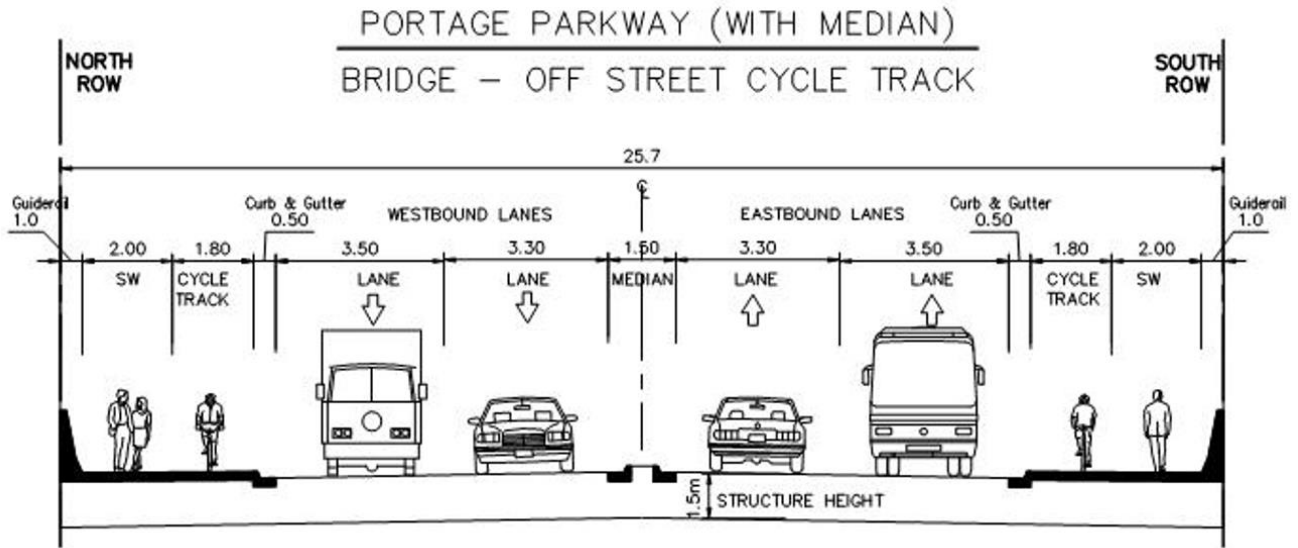 PORTAGE PARKWAY (WITH MEDIAN)
BRIDGE – OFF STREET CYCLE TRACK
NORTH
ROW
SOUTH
ROW
25.7
℄
Guiderail
1.0
Curb & Gutter
0.50
WESTBOUND LANES
EASTBOUND LANES
Curb & Gutter
0.50
Guiderail
1.0
2.00 1.80 3.50 3.30 1.50 3.30 3.50 1.80 2.00
SW CYCLE LANE LANE MEDIAN LANE LANE CYCLE SW
TRACK TRACK
1.5m
STRUCTURE HEIGHT